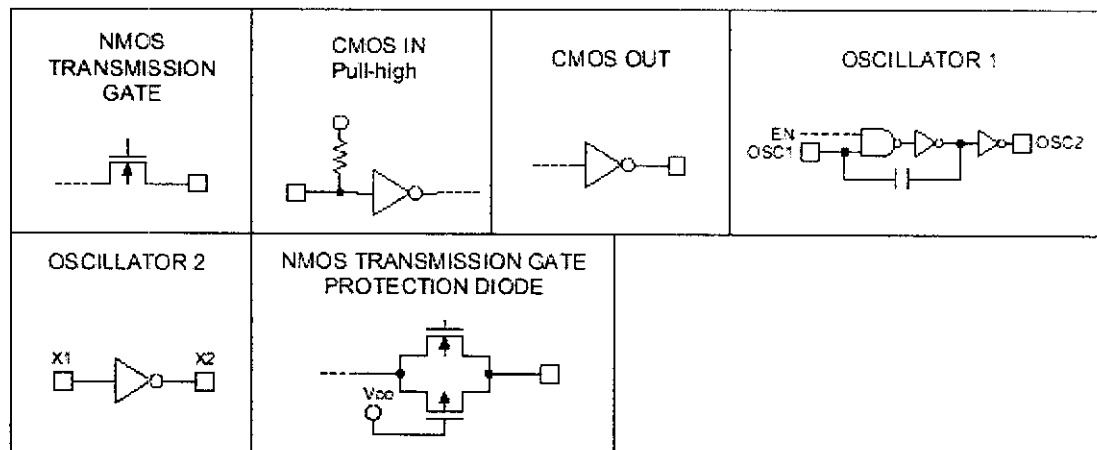 NMOS
TRANSMISSION
GATE
CMOS IN
Pull-high
CMOS OUT
OSCILLATOR 1
EN
OSC1
OSC2
OSCILLATOR 2
X1
X2
NMOS TRANSMISSION GATE
PROTECTION DIODE
VDD